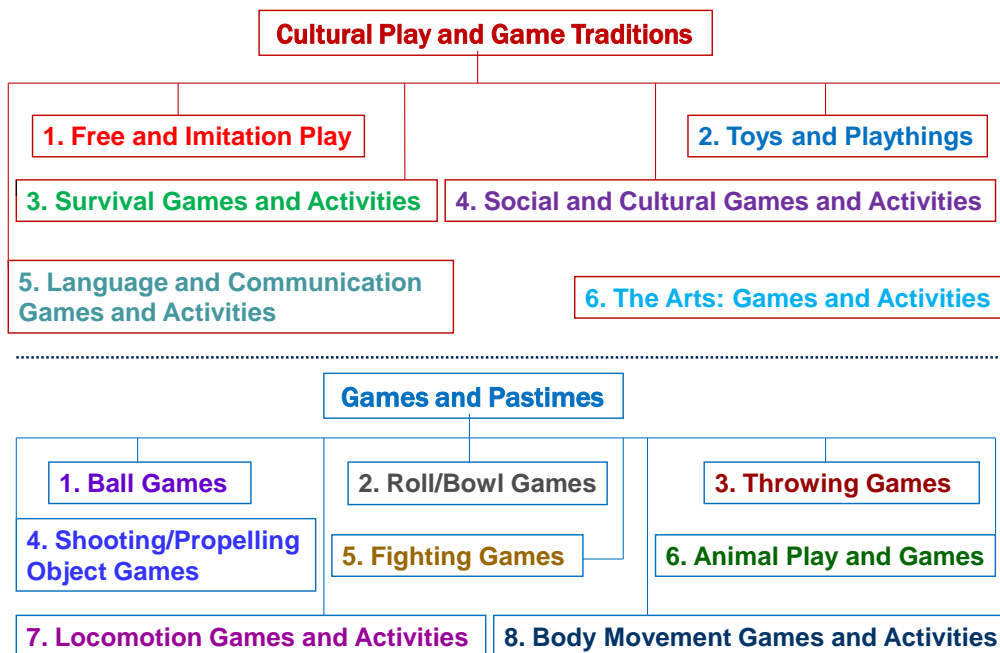 Cultural Play and Game Traditions
1. Free and Imitation Play
2. Toys and Playthings
3. Survival Games and Activities
4. Social and Cultural Games and Activities
5. Language and Communication
Games and Activities
6. The Arts: Games and Activities
Games and Pastimes
1. Ball Games
2. Roll/Bowl Games
3. Throwing Games
4. Shooting/Propelling
Object Games
5. Fighting Games
6. Animal Play and Games
7. Locomotion Games and Activities
8. Body Movement Games and Activities